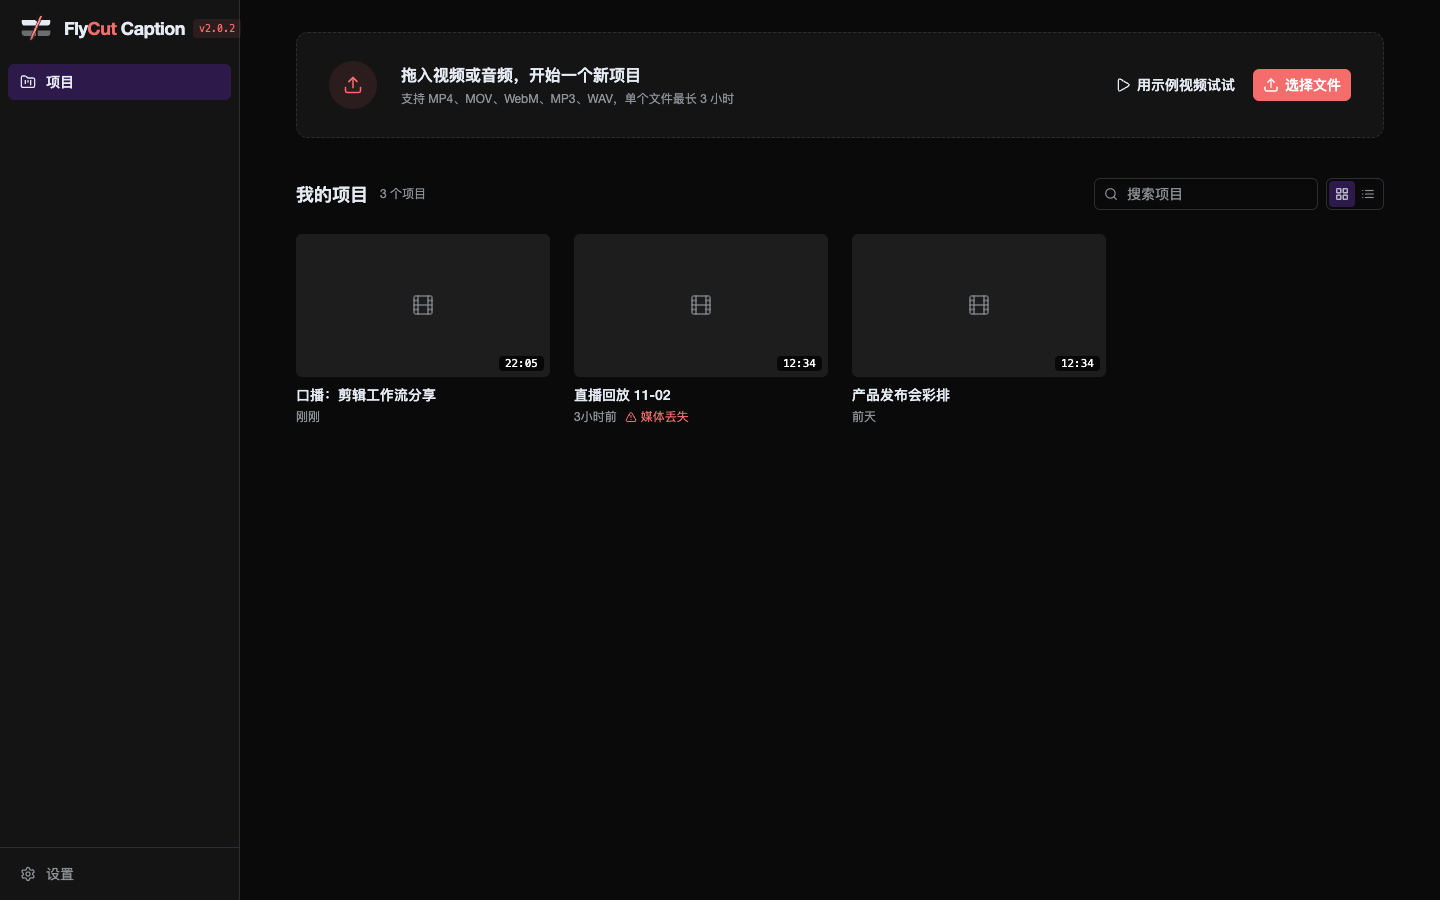 FlyCut Caption v2.0.2
项目
拖入视频或音频，开始一个新项目
支持 MP4、MOV、WebM、MP3、WAV，单个文件最长 3 小时
用示例视频试试
选择文件
我的项目 3 个项目
搜索项目
22:05
12:34
12:34
口播：剪辑工作流分享
刚刚
直播回放 11-02
3小时前 媒体丢失
产品发布会彩排
前天
设置